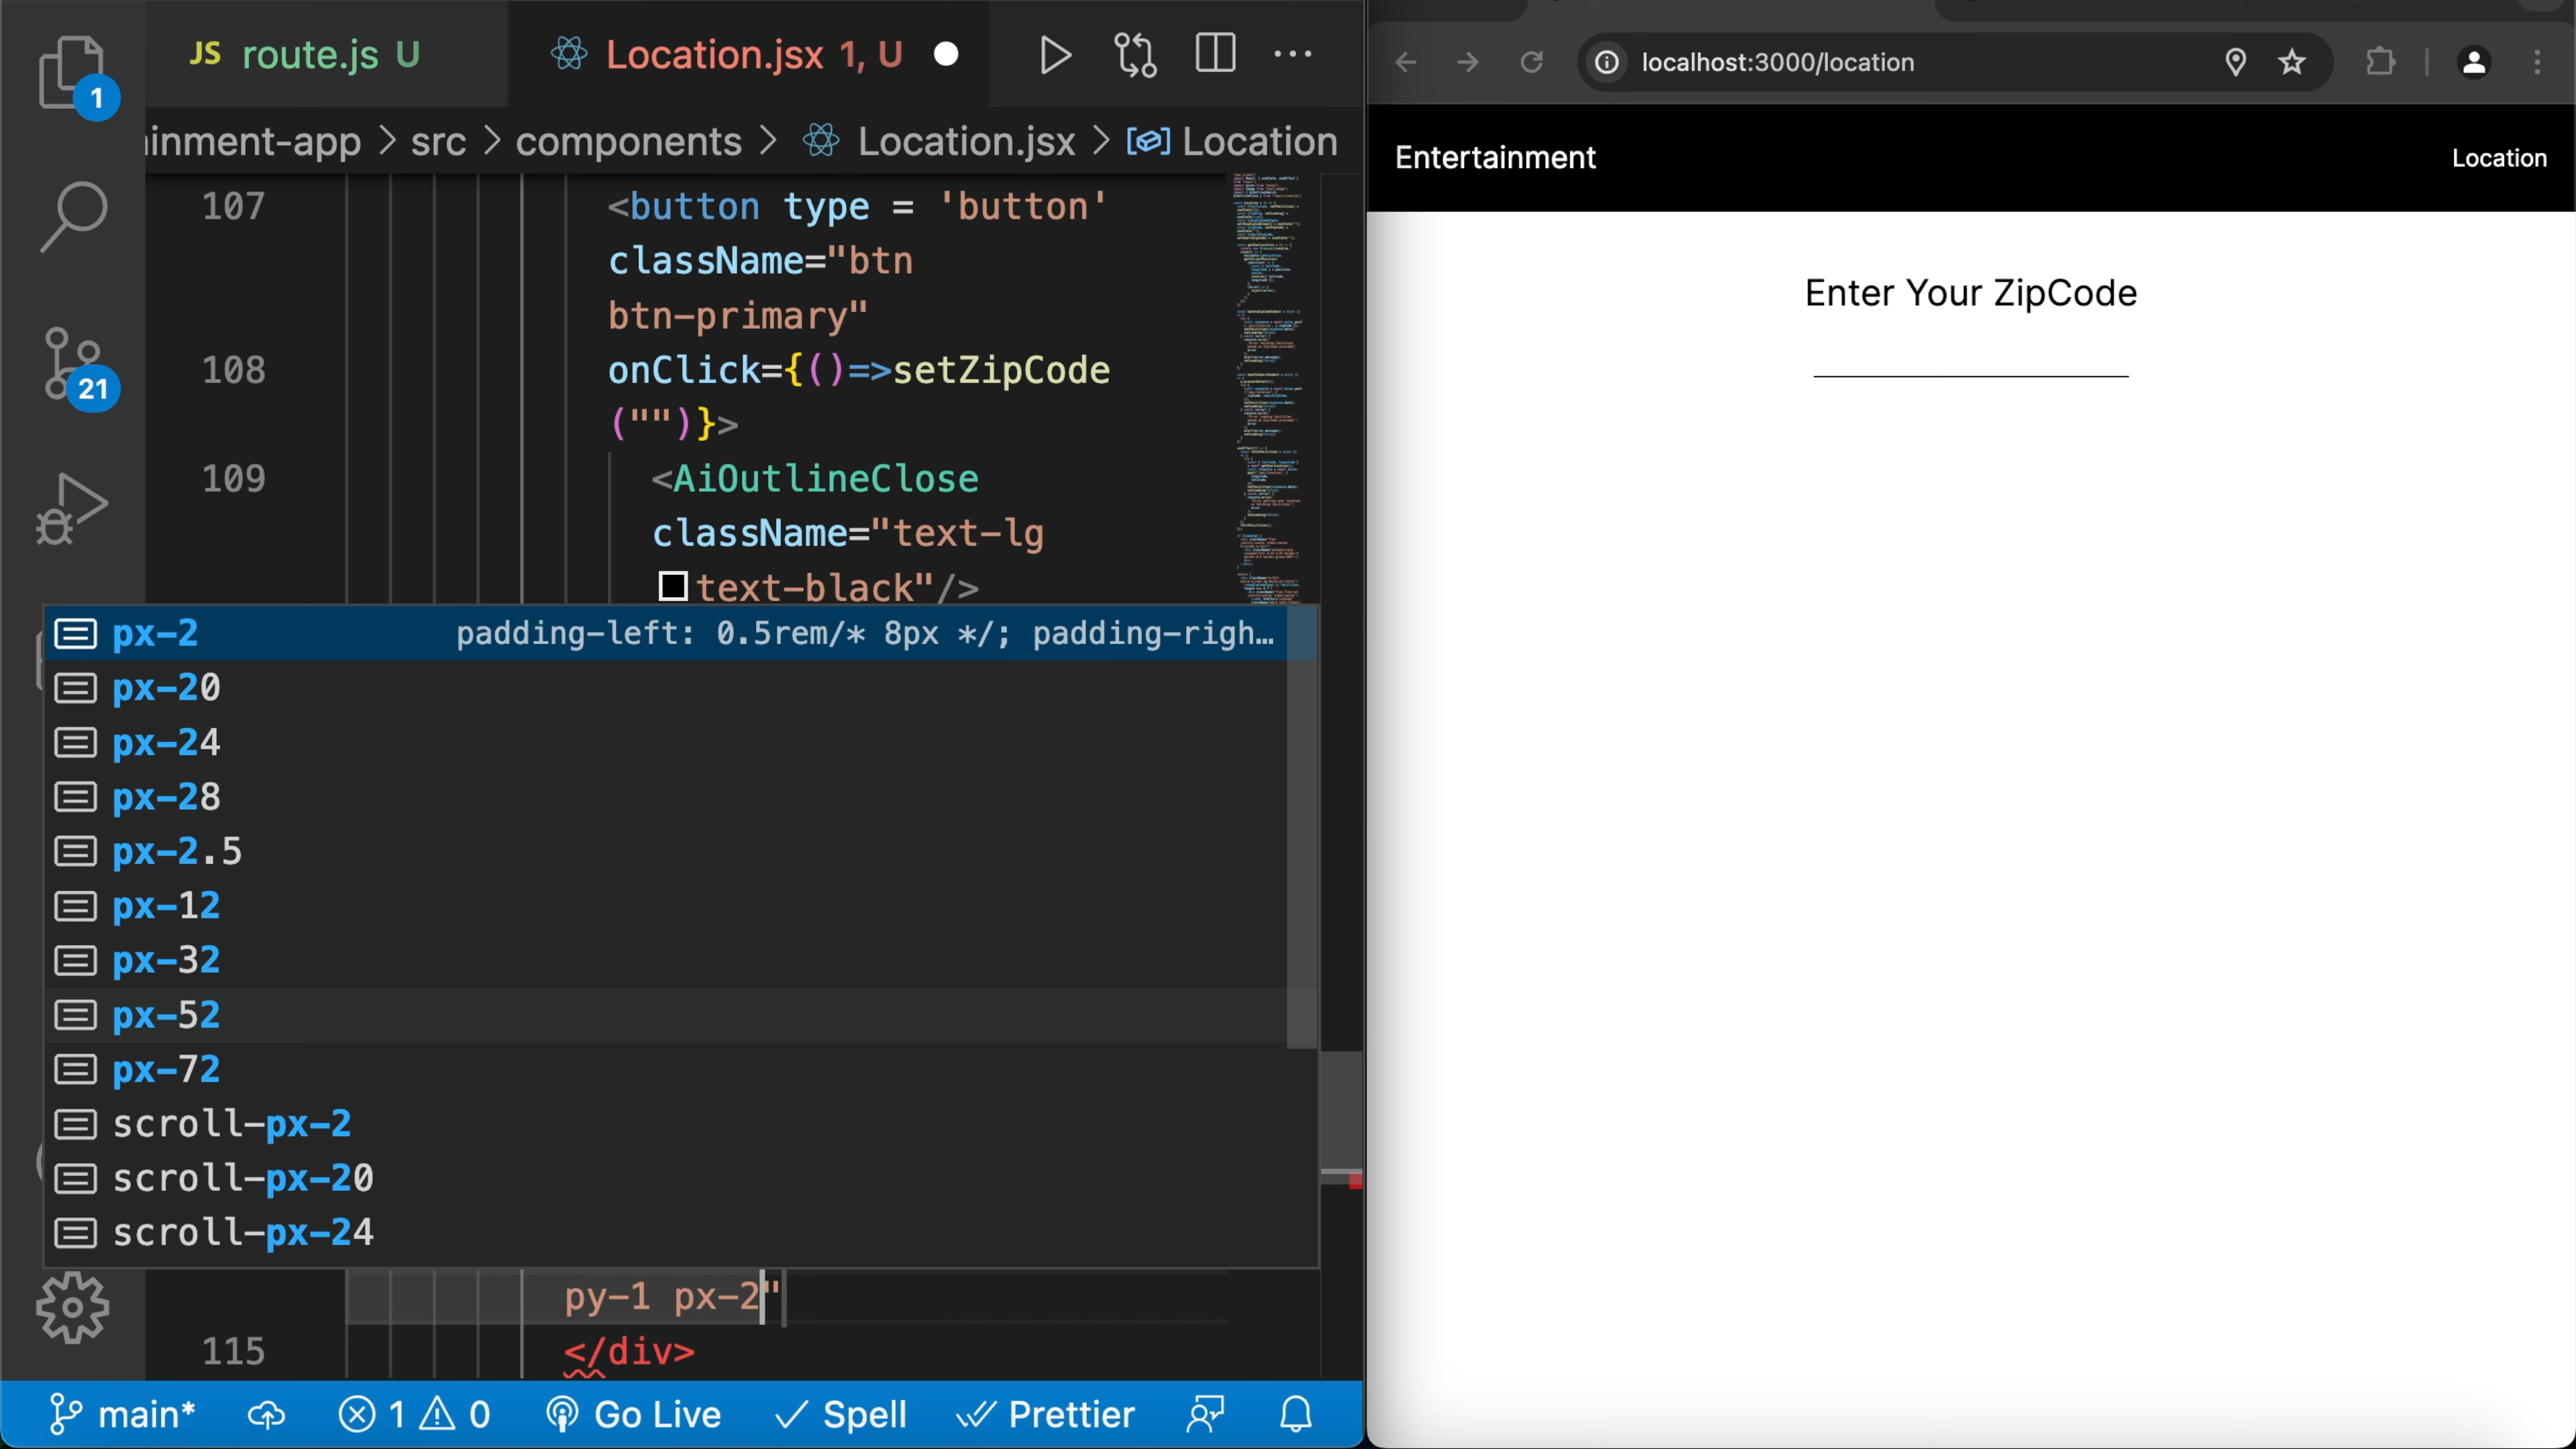 JS route.js U
Location.jsx 1, U
inment-app > src > components > Location.jsx > Location
107 <button type = 'button'
className="btn
btn-primary"
108 onClick={()=>setZipCode
("")}>
109 <AiOutlineClose
className="text-lg
text-black"/>
px-2 padding-left: 0.5rem/* 8px */; padding-righ…
px-20
px-24
px-28
px-2.5
px-12
px-32
px-52
px-72
scroll-px-2
scroll-px-20
scroll-px-24
py-1 px-2"
115 </div>
1
21
main* 1 0 Go Live Spell Prettier
localhost:3000/location
Entertainment Location
Enter Your ZipCode